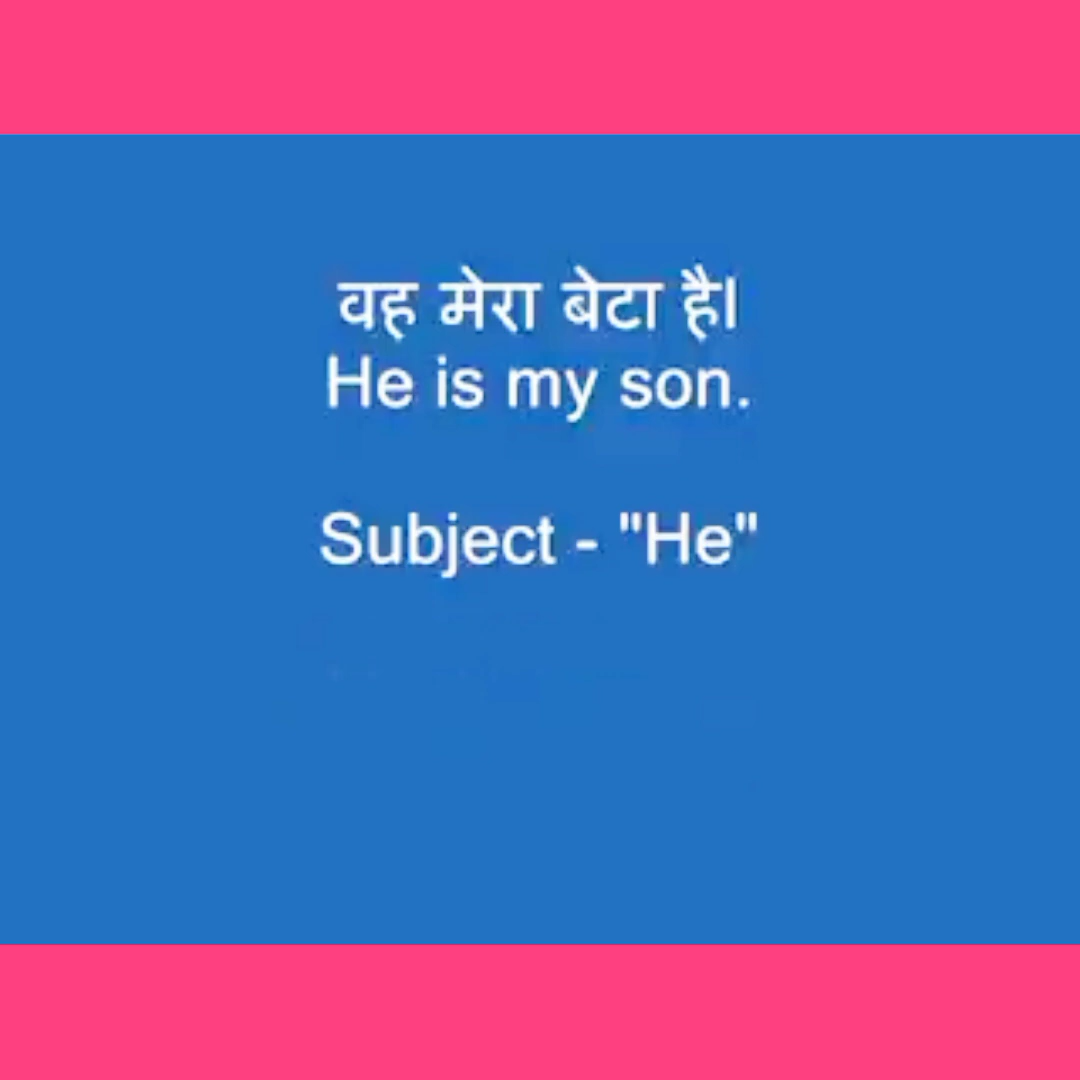 वह मेरा बेटा है।
He is my son.
Subject - "He"